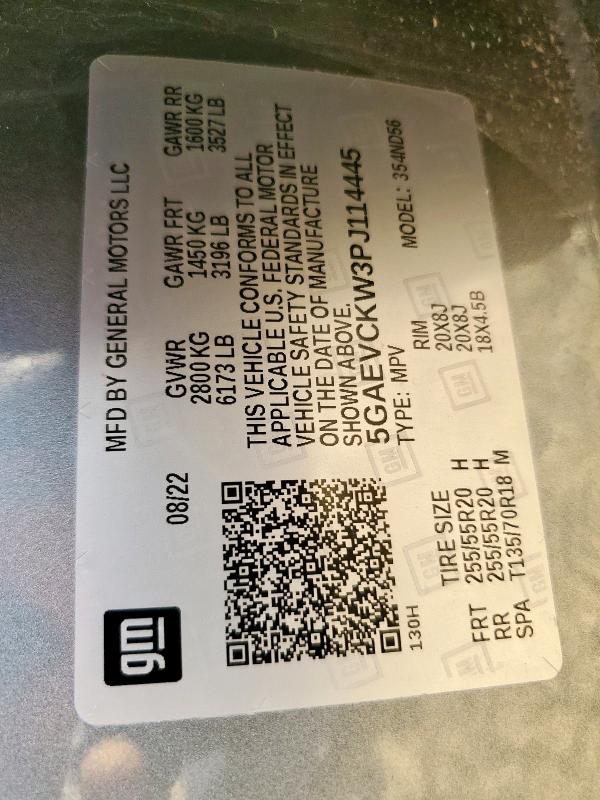 gm
MFD BY GENERAL MOTORS LLC
08/22
GVWR GAWR FRT GAWR RR
2800 KG 1450 KG 1600 KG
6173 LB 3196 LB 3527 LB
THIS VEHICLE CONFORMS TO ALL
APPLICABLE U.S. FEDERAL MOTOR
VEHICLE SAFETY STANDARDS IN EFFECT
ON THE DATE OF MANUFACTURE
SHOWN ABOVE.
5GAEVCKW3PJ114445
TYPE: MPV MODEL: 354ND56
130H
TIRE SIZE RIM
FRT 255/55R20 H 20X8J
RR 255/55R20 H 20X8J
SPA T135/70R18 M 18X4.5B